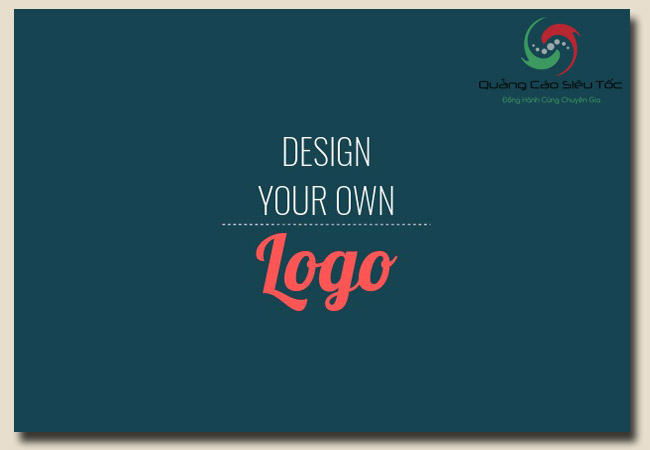 Quảng Cáo Siêu Tốc
Đồng Hành Cùng Chuyên Gia
DESIGN
YOUR OWN
Logo